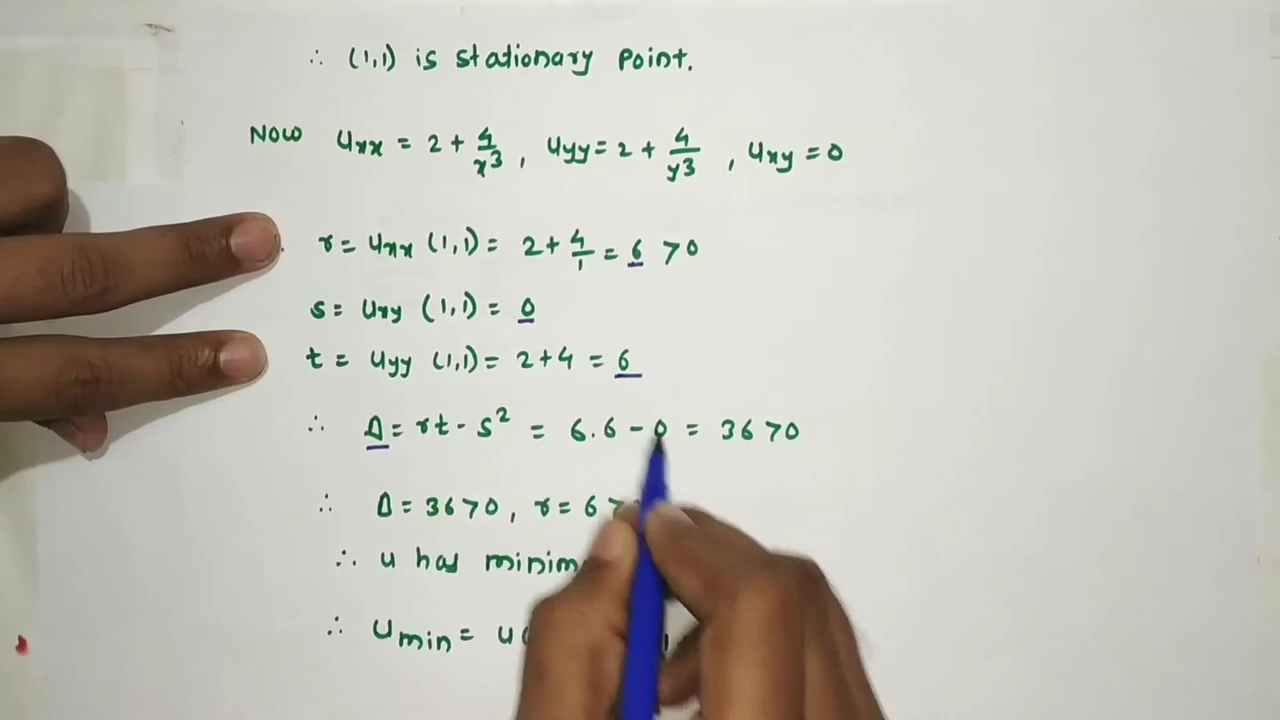 ∴ (1,1) is stationary point.
Now uxx = 2 + 4/x³, uyy = 2 + 4/y³, uxy = 0
r = uxx (1,1) = 2 + 4/1 = 6 > 0
s = uxy (1,1) = 0
t = uyy (1,1) = 2 + 4 = 6
∴ Δ = rt - s² = 6.6 - 0 = 36 > 0
∴ Δ = 36 > 0, r = 6 >
∴ u has
∴ umin = u(